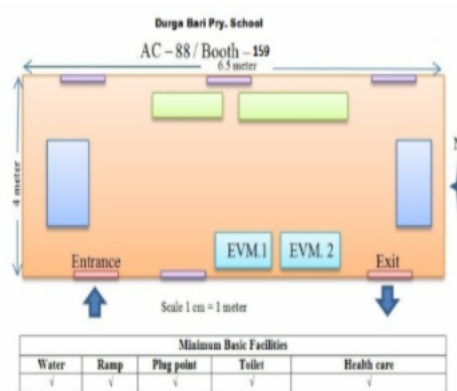 Durga Bari Pry. School
AC – 88 / Booth – 159
6.5 meter
4 meter
N
EVM.1 EVM. 2
Entrance Exit
Scale 1 cm = 1 meter
Minimum Basic Facilities
Water Ramp Plug point Toilet Health care
√ √ √ √ √